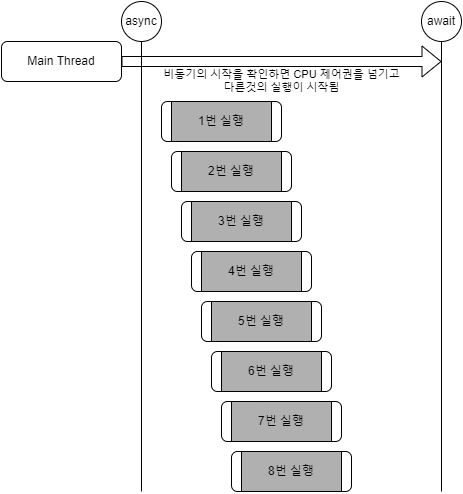 async
await
Main Thread
비동기의 시작을 확인하면 CPU 제어권을 넘기고
다른것의 실행이 시작됨
1번 실행
2번 실행
3번 실행
4번 실행
5번 실행
6번 실행
7번 실행
8번 실행